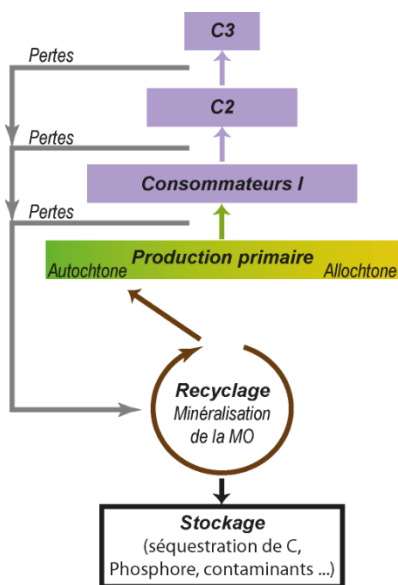 C3
Pertes
C2
Pertes
Consommateurs I
Pertes
Production primaire
Autochtone
Allochtone
Recyclage
Minéralisation
de la MO
Stockage
(séquestration de C,
Phosphore, contaminants ...)